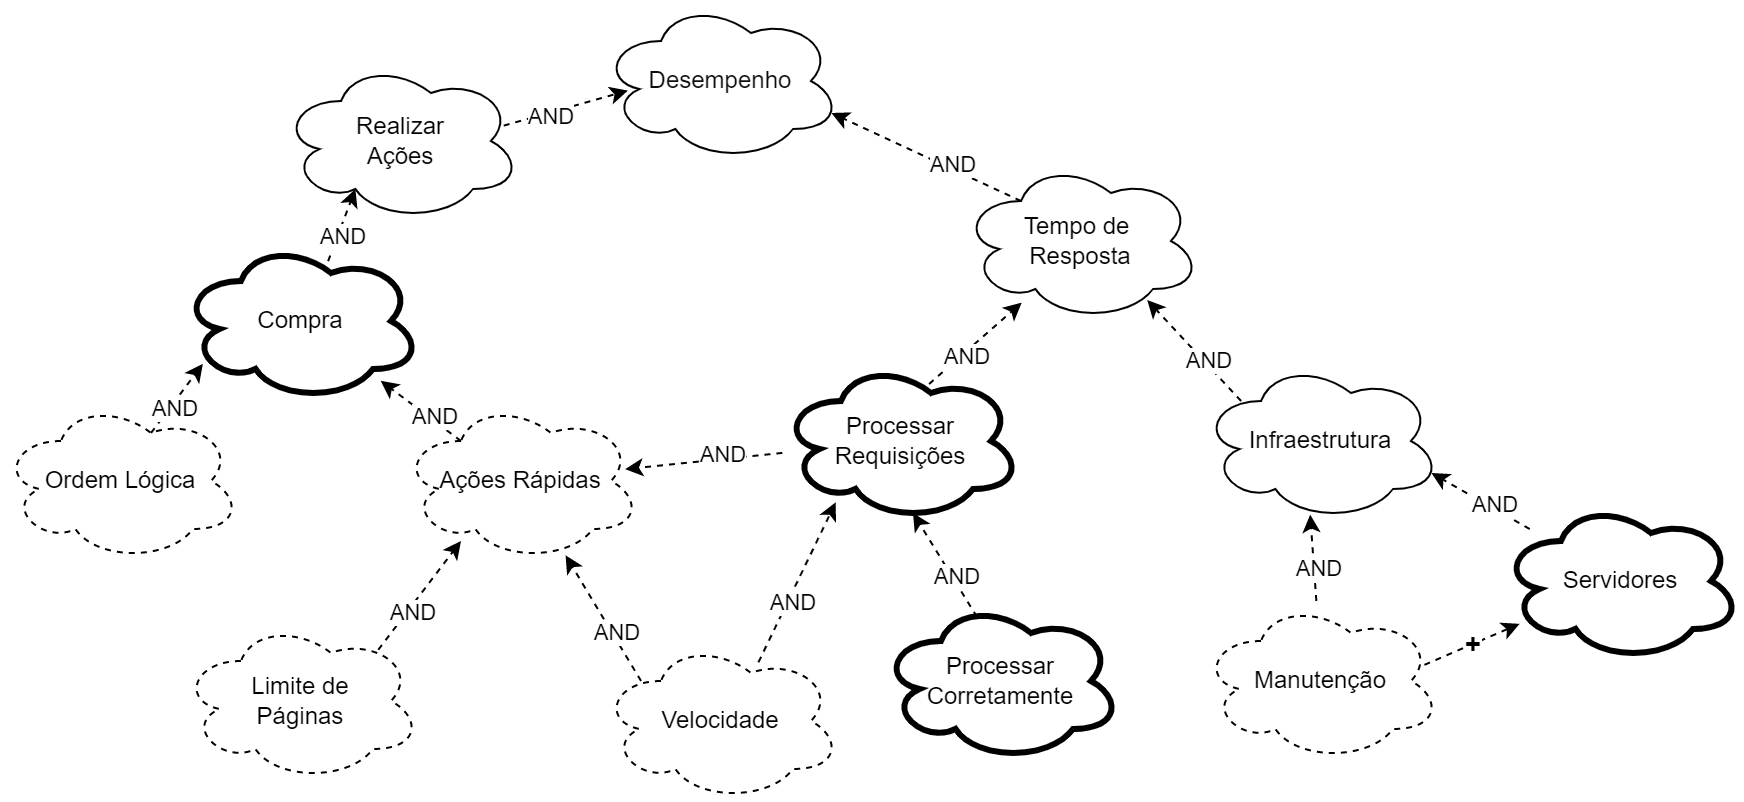 Desempenho
AND
Realizar
Ações
AND
Tempo de
Resposta
AND
Compra
AND
AND
AND
AND
AND
Processar
Requisições
Infraestrutura
AND
Ordem Lógica
Ações Rápidas
AND
AND
AND
AND
AND
AND
Servidores
AND
+
Limite de
Páginas
Velocidade
Processar
Corretamente
Manutenção